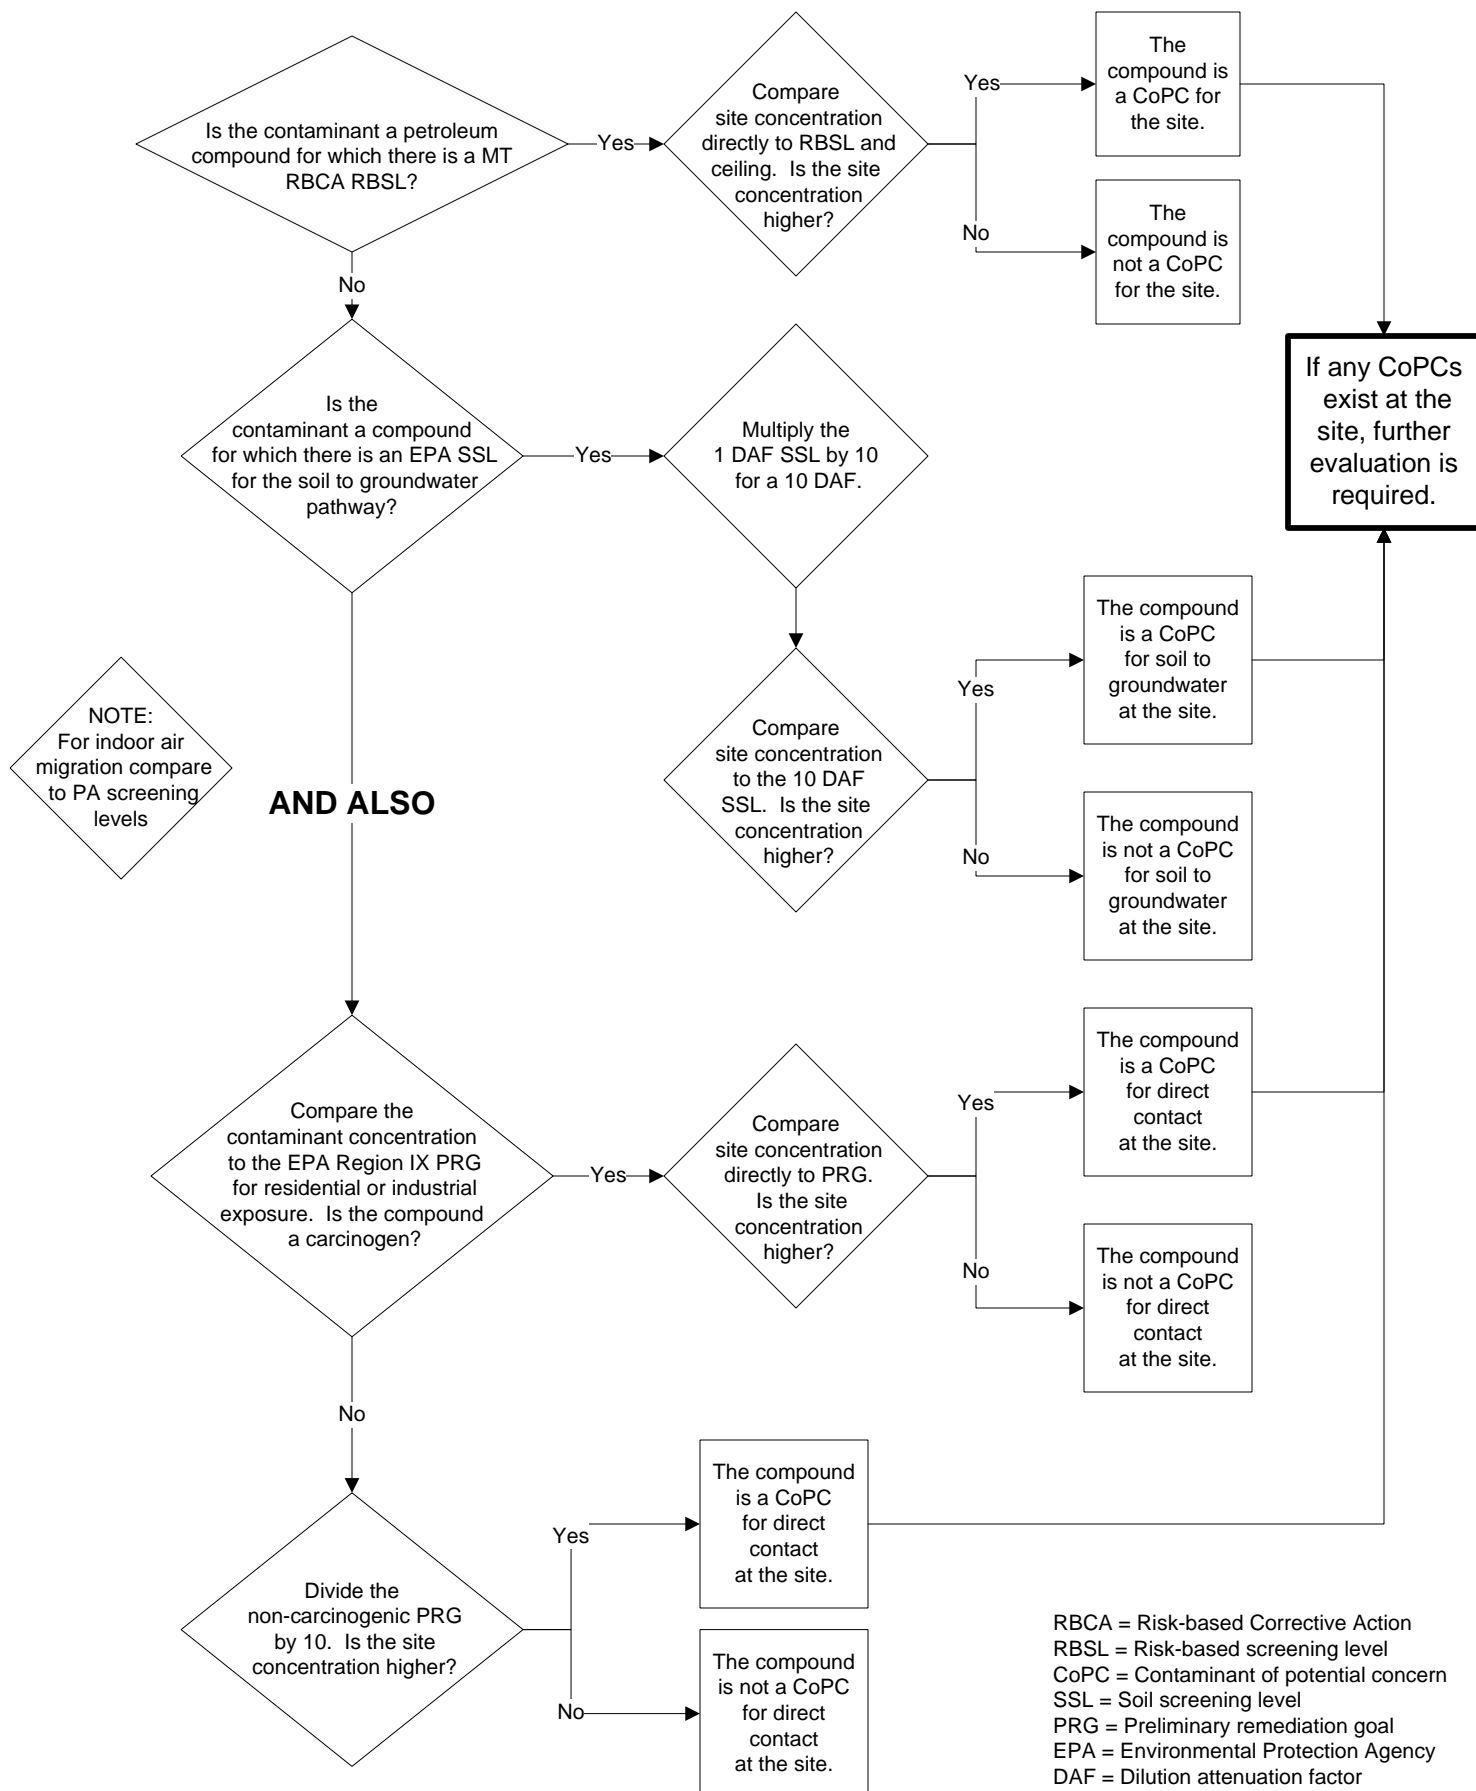 Is the contaminant a petroleum
compound for which there is a MT
RBCA RBSL?
Yes
Compare
site concentration
directly to RBSL and
ceiling.  Is the site
concentration
higher?
Yes
The
compound is
a CoPC for
the site.
No
The
compound is
not a CoPC
for the site.
No
If any CoPCs
exist at the
site, further
evaluation is
required.
Is the
contaminant a compound
for which there is an EPA SSL
for the soil to groundwater
pathway?
Yes
Multiply the
1 DAF SSL by 10
for a 10 DAF.
Compare
site concentration
to the 10 DAF
SSL.  Is the site
concentration
higher?
Yes
The compound
is a CoPC
for soil to
groundwater
at the site.
No
The compound
is not a CoPC
for soil to
groundwater
at the site.
NOTE:
For indoor air
migration compare
to PA screening
levels
AND ALSO
Compare the
contaminant concentration
to the EPA Region IX PRG
for residential or industrial
exposure.  Is the compound
a carcinogen?
Yes
Compare
site concentration
directly to PRG.
Is the site
concentration
higher?
Yes
The compound
is a CoPC
for direct
contact
at the site.
No
The compound
is not a CoPC
for direct
contact
at the site.
No
Divide the
non-carcinogenic PRG
by 10.  Is the site
concentration higher?
Yes
The compound
is a CoPC
for direct
contact
at the site.
No
The compound
is not a CoPC
for direct
contact
at the site.
RBCA = Risk-based Corrective Action
RBSL = Risk-based screening level
CoPC = Contaminant of potential concern
SSL = Soil screening level
PRG = Preliminary remediation goal
EPA = Environmental Protection Agency
DAF = Dilution attenuation factor